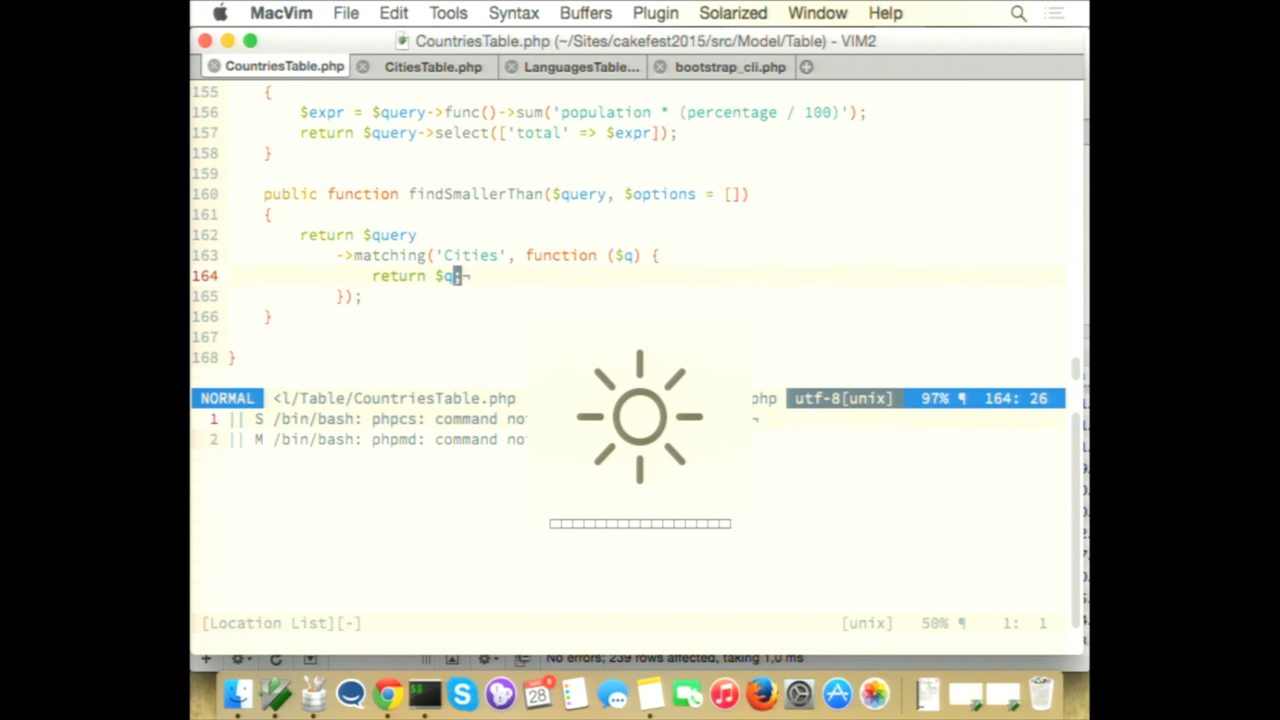 MacVim File Edit Tools Syntax Buffers Plugin Solarized Window Help
CountriesTable.php (~/Sites/cakefest2015/src/Model/Table) - VIM2
CountriesTable.php CitiesTable.php LanguagesTable... bootstrap_cli.php
155 {
156 $expr = $query->func()->sum('population * (percentage / 100)');
157 return $query->select(['total' => $expr]);
158 }
159
160 public function findSmallerThan($query, $options = [])
161 {
162 return $query
163 ->matching('Cities', function ($q) {
164 return $q;¬
165 });
166 }
167
168 }
NORMAL <l/Table/CountriesTable.php php utf-8[unix] 97% ¶ 164: 26
1 || S /bin/bash: phpcs: command no ¬
2 || M /bin/bash: phpmd: command no
[Location List][-] [unix] 50% ¶ 1: 1
No errors; 239 rows affected, taking 1,0 ms
28